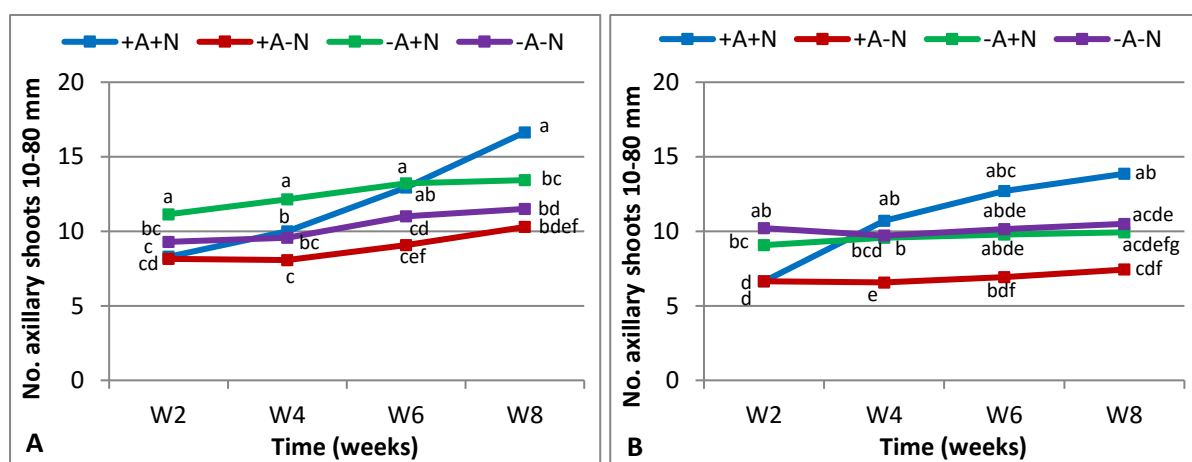 +A+N +A-N -A+N -A-N
No. axillary shoots 10-80 mm
20
15
10
5
0
a
bc
c
cd
a
b
bc
c
a
ab
cd
cef
a
bc
bd
bdef
W2 W4 W6 W8
A
Time (weeks)
+A+N +A-N -A+N -A-N
No. axillary shoots 10-80 mm
20
15
10
5
0
ab
bc
d
d
ab
bcd b
e
abc
abde
abde
bdf
ab
acde
acdefg
cdf
W2 W4 W6 W8
B
Time (weeks)